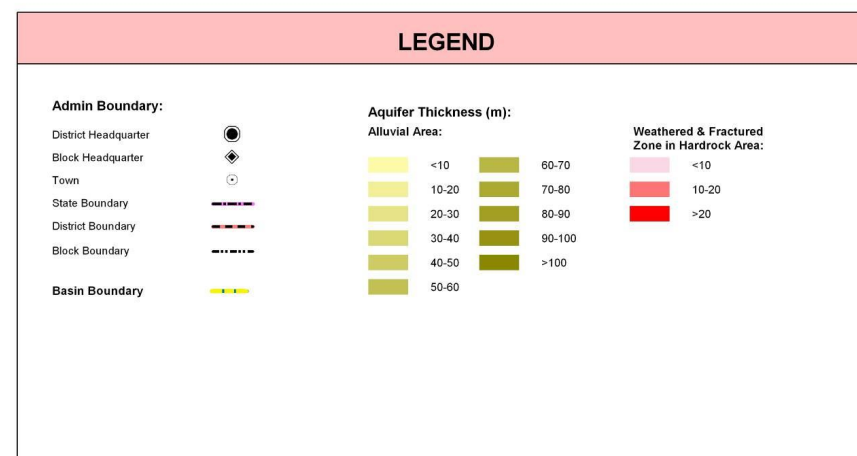 LEGEND
Admin Boundary:
District Headquarter
Block Headquarter
Town
State Boundary
District Boundary
Block Boundary
Basin Boundary
Aquifer Thickness (m):
Alluvial Area:
<10
10-20
20-30
30-40
40-50
50-60
60-70
70-80
80-90
90-100
>100
Weathered & Fractured
Zone in Hardrock Area:
<10
10-20
>20